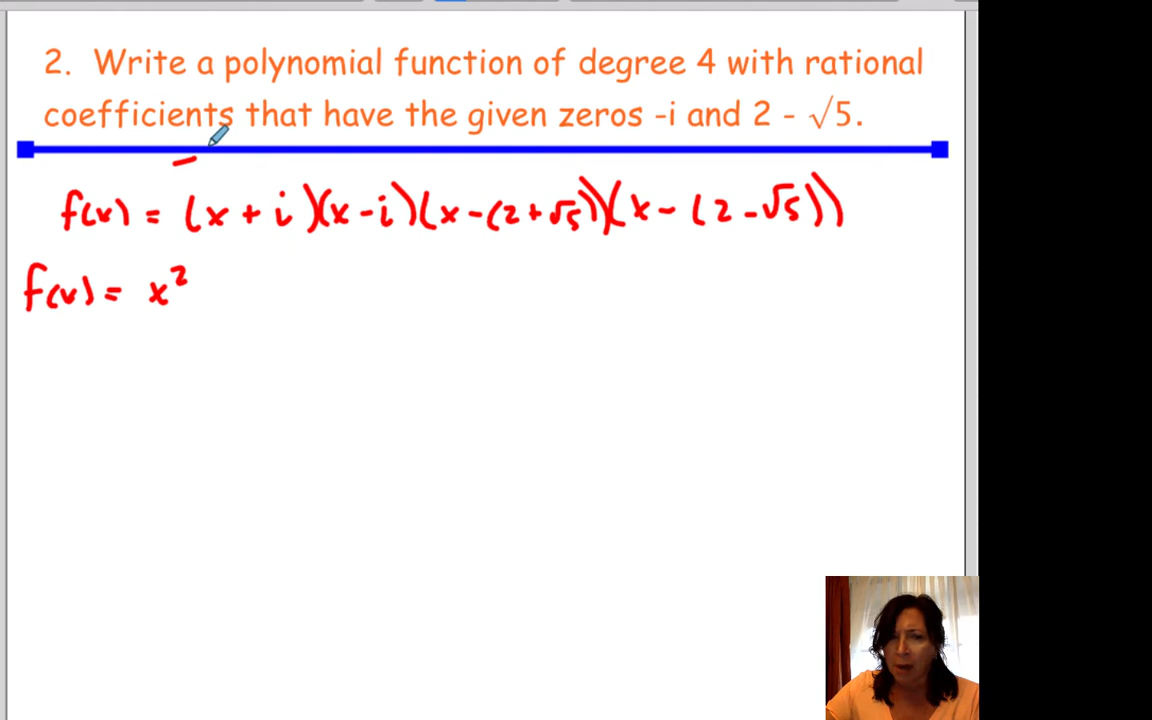 2. Write a polynomial function of degree 4 with rational
coefficients that have the given zeros -i and 2 - √5.
f(x) = (x + i)(x - i)(x - (2 + √5))(x - (2 - √5))
f(x) = x²